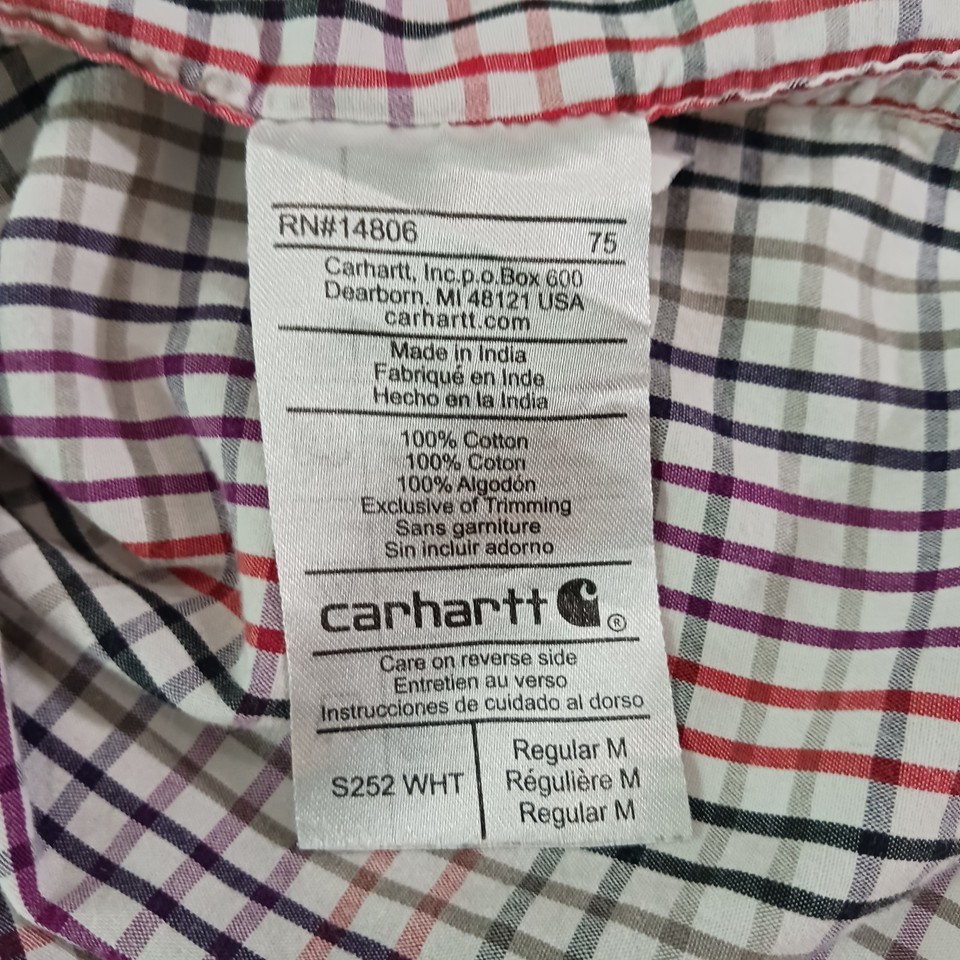 RN#14806
75
Carhartt, Inc.p.o.Box 600
Dearborn. MI 48121 USA
carhartt.com
Made in India
Fabriqué en Inde
Hecho en la India
100% Cotton
100% Coton
100% Algodón
Exclusive of Trimming
Sans garniture
Sin incluir adorno
carhartt ®
Care on reverse side
Entretien au verso
Instrucciones de cuidado al dorso
S252 WHT
Regular M
Régulière M
Regular M